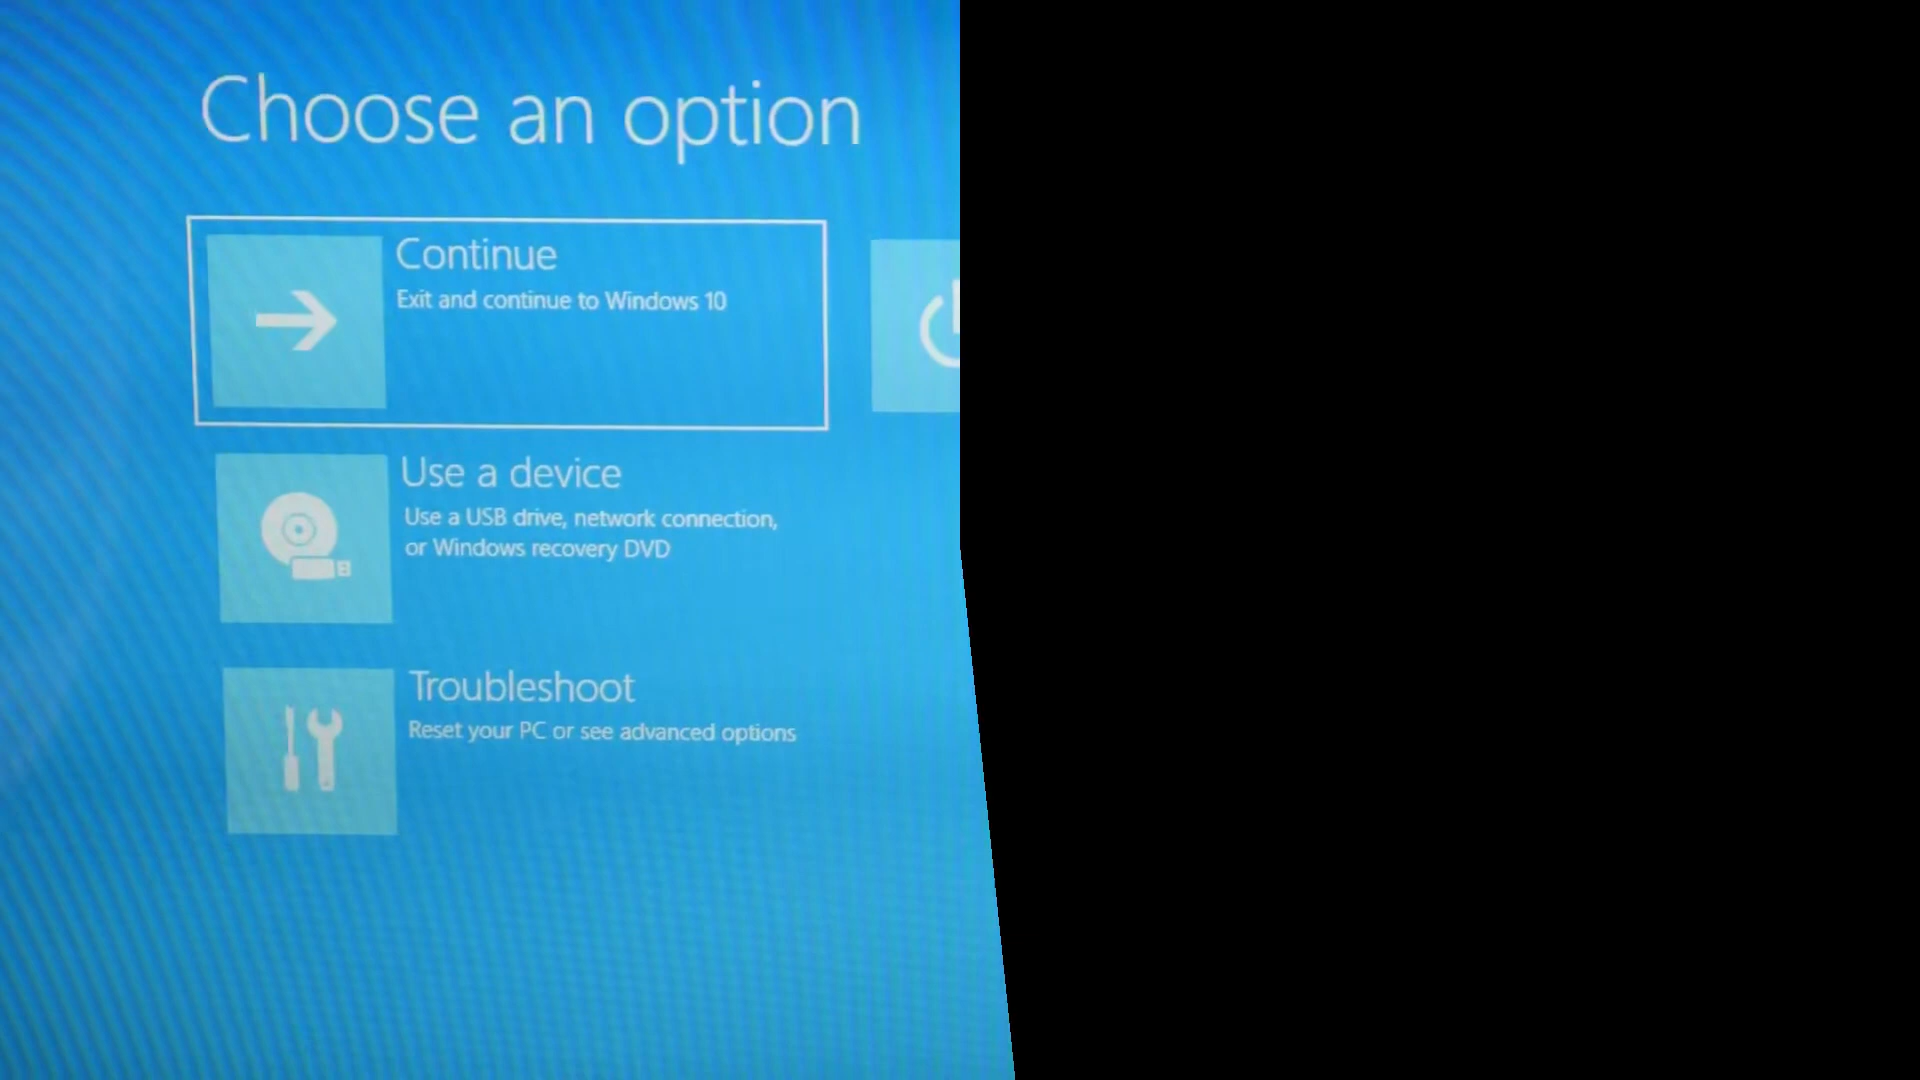 Choose an option
Continue
Exit and continue to Windows 10
Use a device
Use a USB drive, network connection,
or Windows recovery DVD
Troubleshoot
Reset your PC or see advanced options